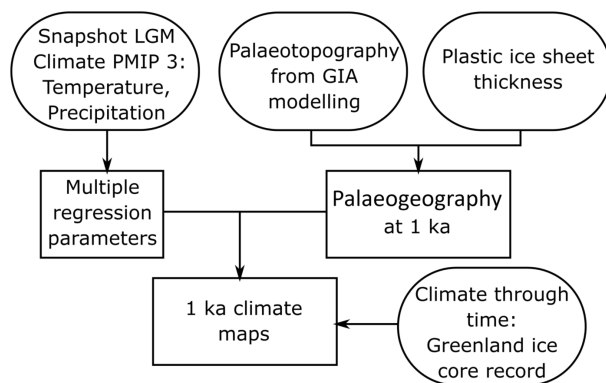 Snapshot LGM
Climate PMIP 3:
Temperature,
Precipitation
Palaeotopography
from GIA
modelling
Plastic ice sheet
thickness
Multiple
regression
parameters
Palaeogeography
at 1 ka
1 ka climate
maps
Climate through
time:
Greenland ice
core record